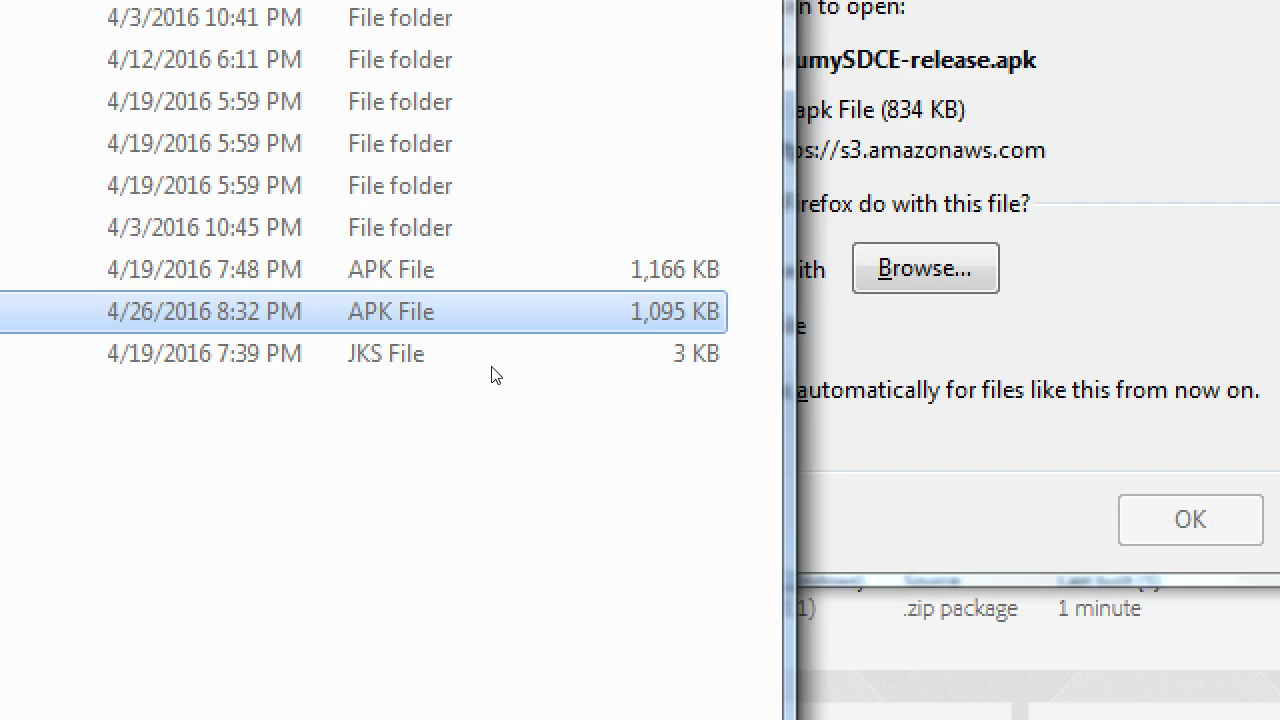 4/3/2016 10:41 PM File folder
4/12/2016 6:11 PM File folder
4/19/2016 5:59 PM File folder
4/19/2016 5:59 PM File folder
4/19/2016 5:59 PM File folder
4/3/2016 10:45 PM File folder
4/19/2016 7:48 PM APK File 1,166 KB
4/26/2016 8:32 PM APK File 1,095 KB
4/19/2016 7:39 PM JKS File 3 KB
n to open:
umySDCE-release.apk
apk File (834 KB)
ps://s3.amazonaws.com
irefox do with this file?
ith Browse...
e
automatically for files like this from now on.
OK
Source
1) .zip package 1 minute